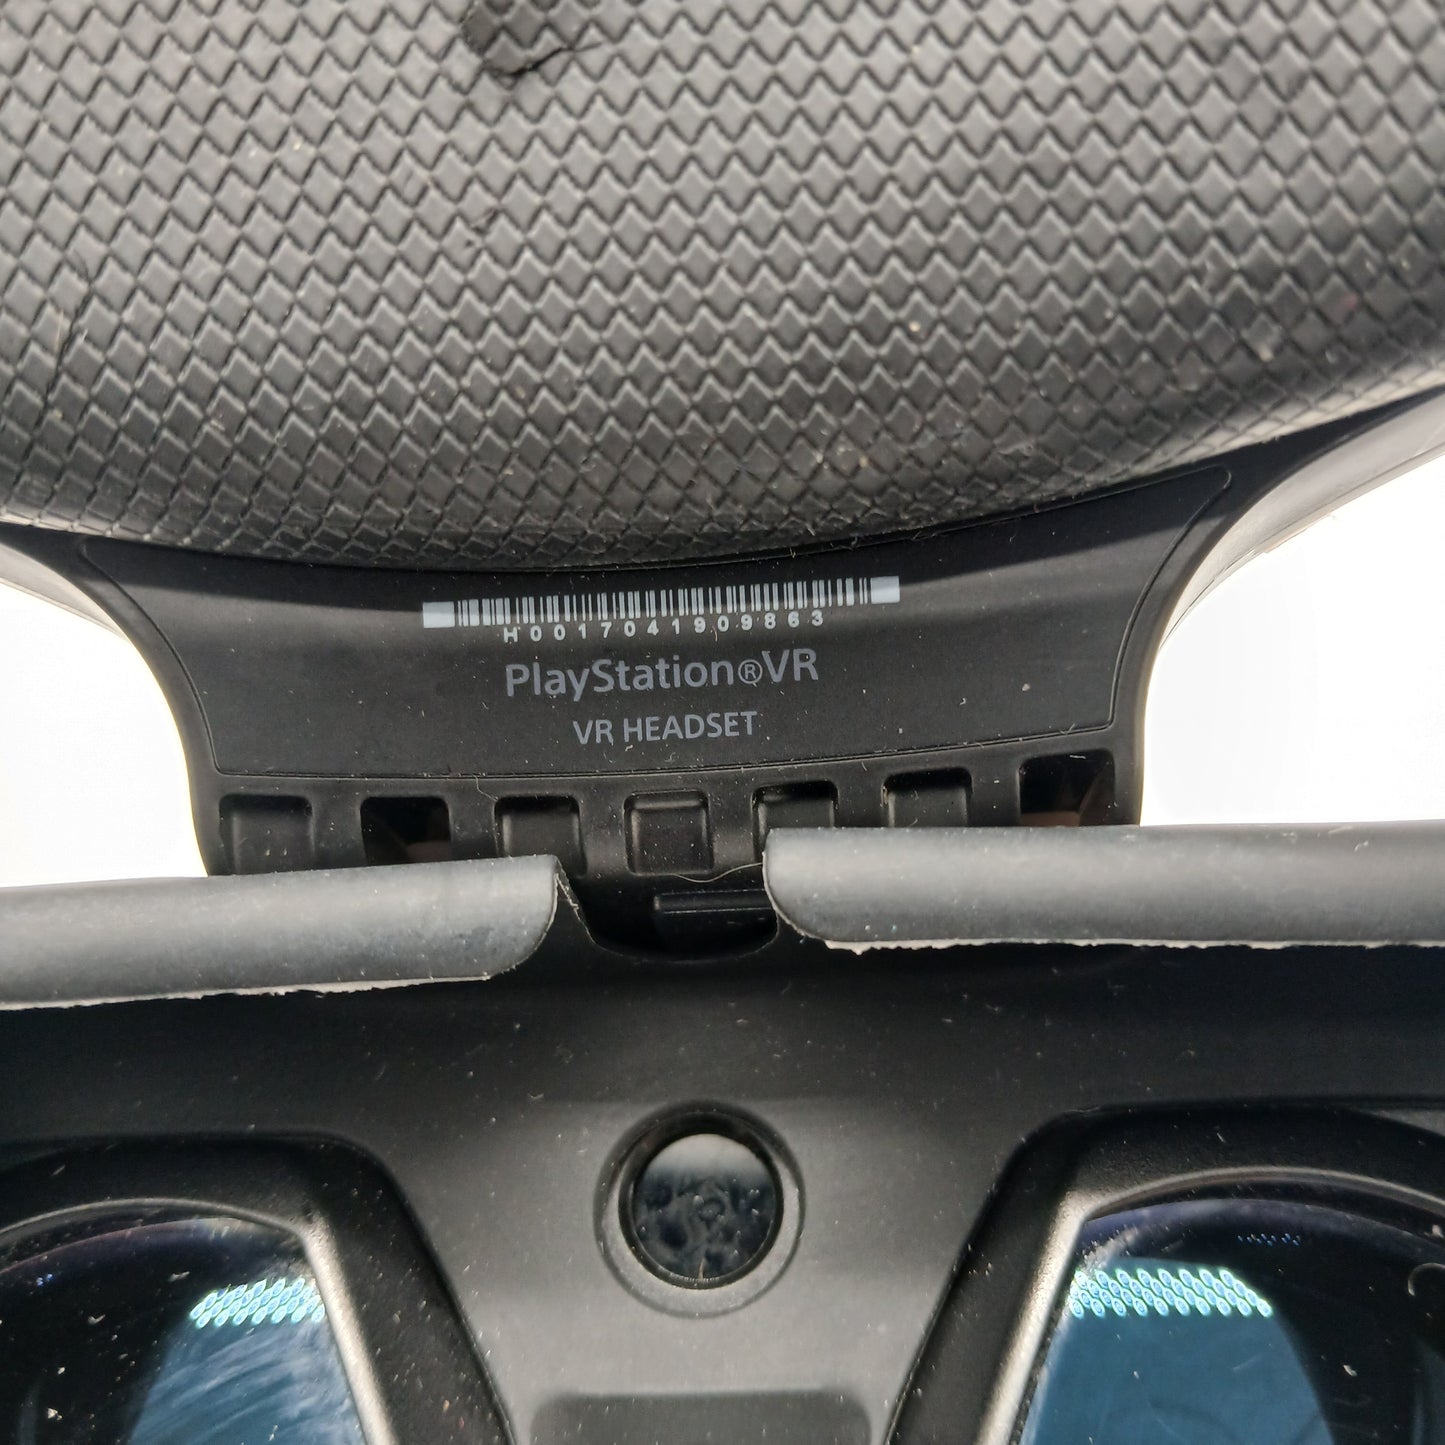 H0017041909863
PlayStation®VR
VR HEADSET